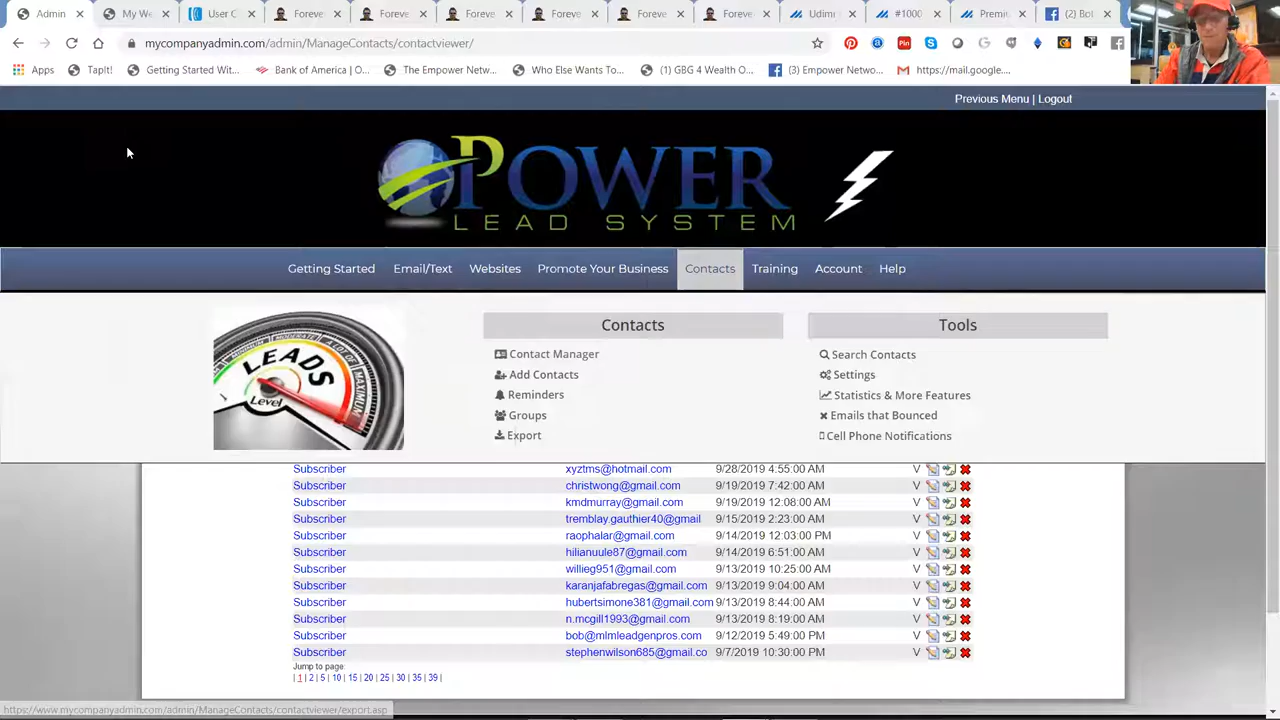 Admin
My We
User C
Foreve
Foreve
Foreve
Foreve
Foreve
Foreve
Udimi
#1000
Premiu
(2) Bot
mycompanyadmin.com/admin/ManageContacts/contactviewer/
Apps
TapIt!
Getting Started Wit...
Bank of America | O...
The Empower Netw...
Who Else Wants To...
(1) GBG 4 Wealth O...
(3) Empower Netwo...
https://mail.google....
Previous Menu | Logout
POWER
LEAD SYSTEM
Getting Started Email/Text Websites Promote Your Business Contacts Training Account Help
LEADS
Level
MINIMUM
MODERATE
A LOT OF
MAXIMUM
Contacts
Contact Manager
Add Contacts
Reminders
Groups
Export
Tools
Search Contacts
Settings
Statistics & More Features
Emails that Bounced
Cell Phone Notifications
Subscriber xyztms@hotmail.com 9/28/2019 4:55:00 AM V
Subscriber christwong@gmail.com 9/19/2019 7:42:00 AM V
Subscriber kmdmurray@gmail.com 9/19/2019 12:08:00 AM V
Subscriber tremblay.gauthier40@gmail 9/15/2019 2:23:00 AM V
Subscriber raophalar@gmail.com 9/14/2019 12:03:00 PM V
Subscriber hilianuule87@gmail.com 9/14/2019 6:51:00 AM V
Subscriber willieg951@gmail.com 9/13/2019 10:25:00 AM V
Subscriber karanjafabregas@gmail.com 9/13/2019 9:04:00 AM V
Subscriber hubertsimone381@gmail.com 9/13/2019 8:44:00 AM V
Subscriber n.mcgill1993@gmail.com 9/13/2019 8:19:00 AM V
Subscriber bob@mlmleadgenpros.com 9/12/2019 5:49:00 PM V
Subscriber stephenwilson685@gmail.co 9/7/2019 10:30:00 PM V
Jump to page:
| 1 | 2 | 5 | 10 | 15 | 20 | 25 | 30 | 35 | 39 |
https://www.mycompanyadmin.com/admin/ManageContacts/contactviewer/export.asp